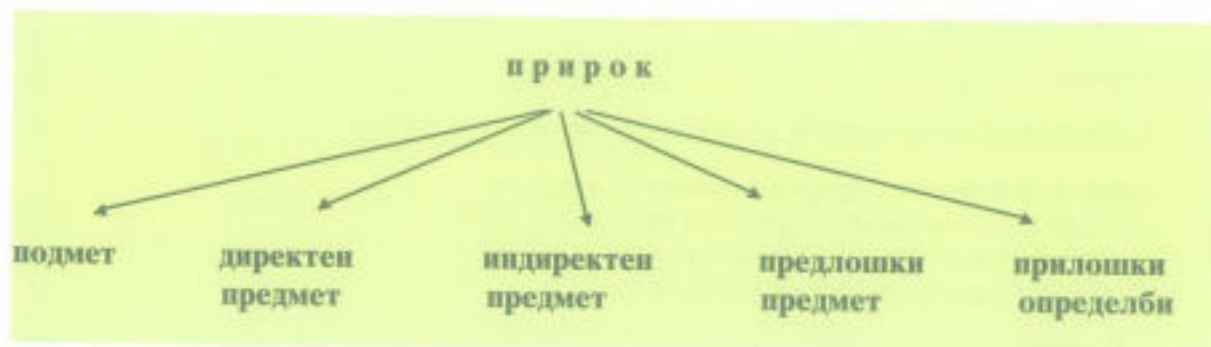 прирок
подмет директен индиректен предлошки прилошки
предмет предмет предмет определби